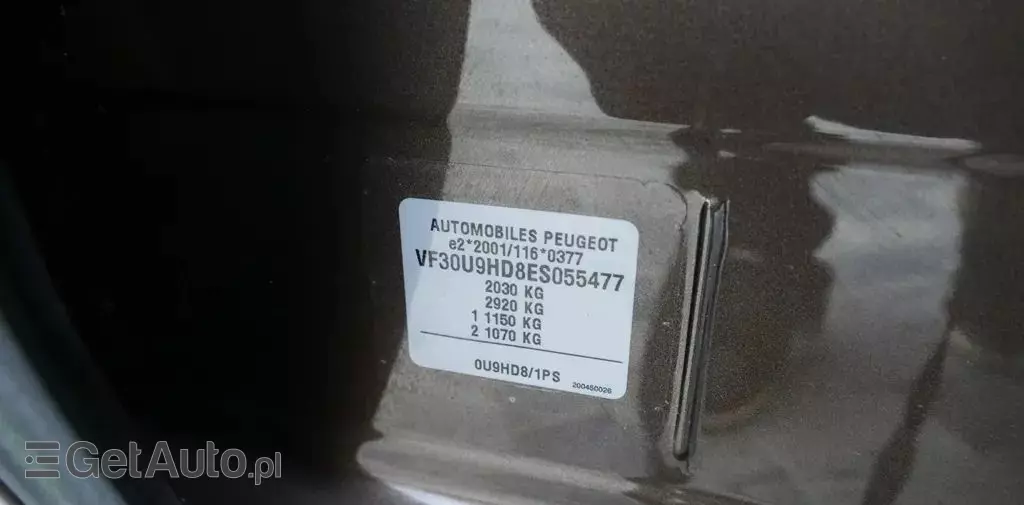 AUTOMOBILES PEUGEOT
e2*2001/116*0377
VF30U9HD8ES055477
2030 KG
2920 KG
1 1150 KG
2 1070 KG
0U9HD8/1PS
200450026
GetAuto.pl